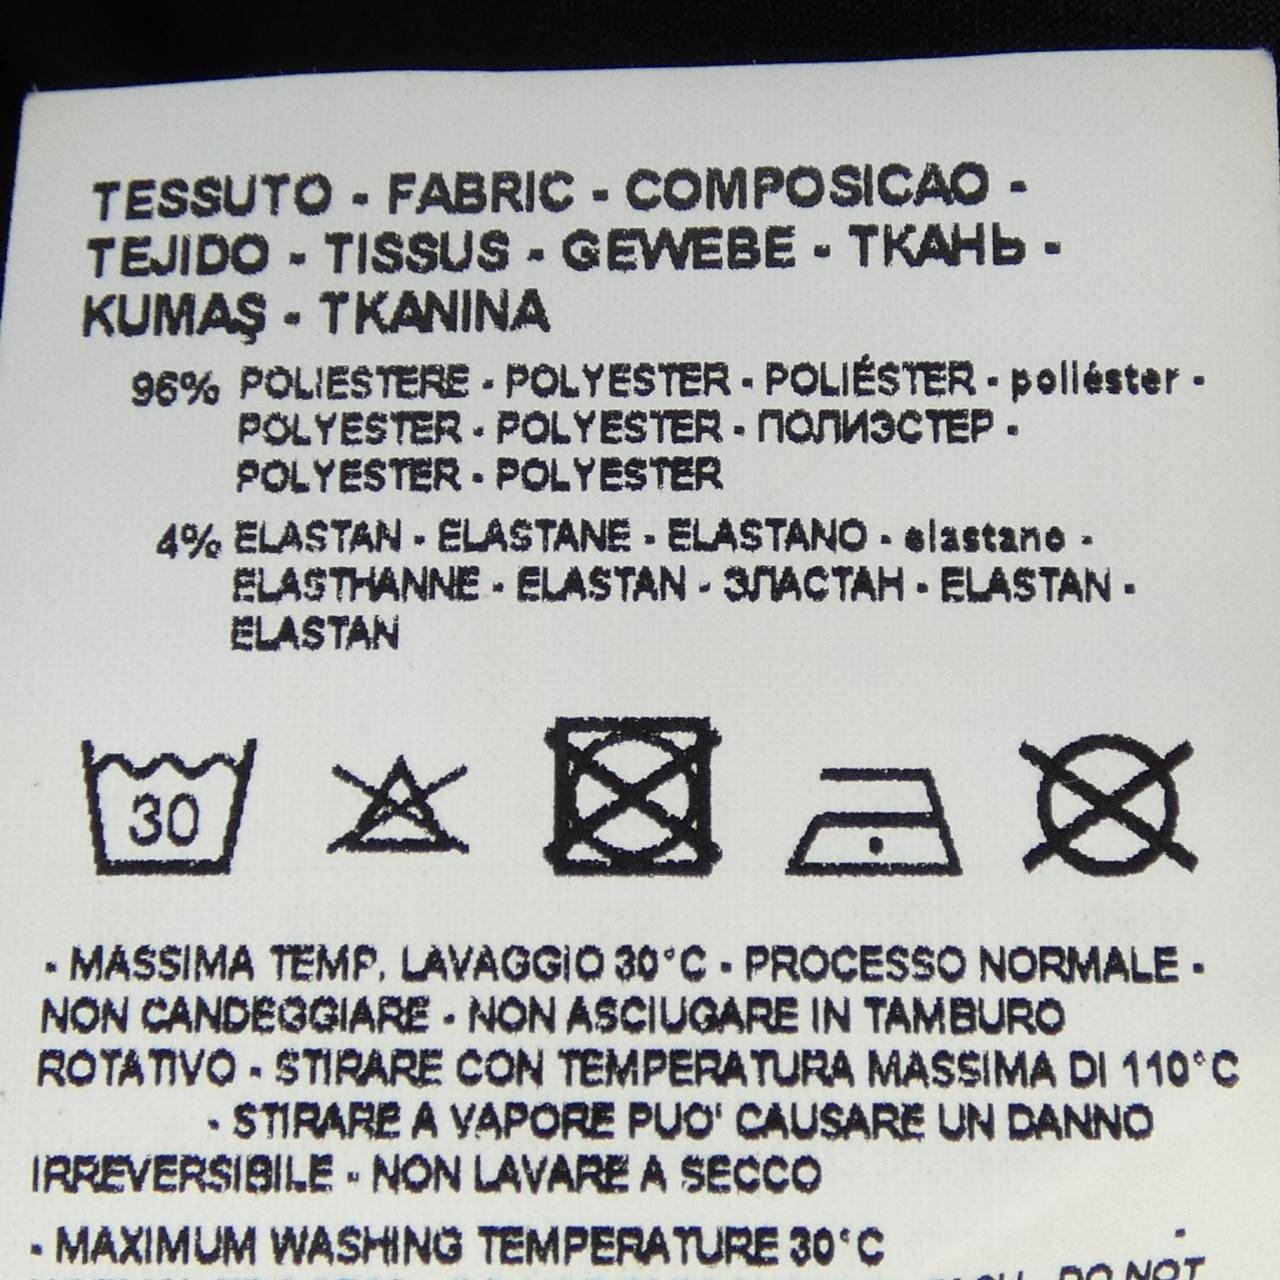 TESSUTO - FABRIC - COMPOSICAO -
TEJIDO - TISSUS - GEWEBE - ТКАНЬ -
KUMAŞ - TKANINA
96% POLIESTERE - POLYESTER - POLIÉSTER - poliéster -
POLYESTER - POLYESTER - ПОЛИЭСТЕР -
POLYESTER - POLYESTER
4% ELASTAN - ELASTANE - ELASTANO - elastano -
ELASTHANNE - ELASTAN - ЭЛАСТАН - ELASTAN -
ELASTAN
30
- MASSIMA TEMP. LAVAGGIO 30°C - PROCESSO NORMALE -
NON CANDEGGIARE - NON ASCIUGARE IN TAMBURO
ROTATIVO - STIRARE CON TEMPERATURA MASSIMA DI 110°C
- STIRARE A VAPORE PUO' CAUSARE UN DANNO
IRREVERSIBILE - NON LAVARE A SECCO
- MAXIMUM WASHING TEMPERATURE 30°C -
DO NOT